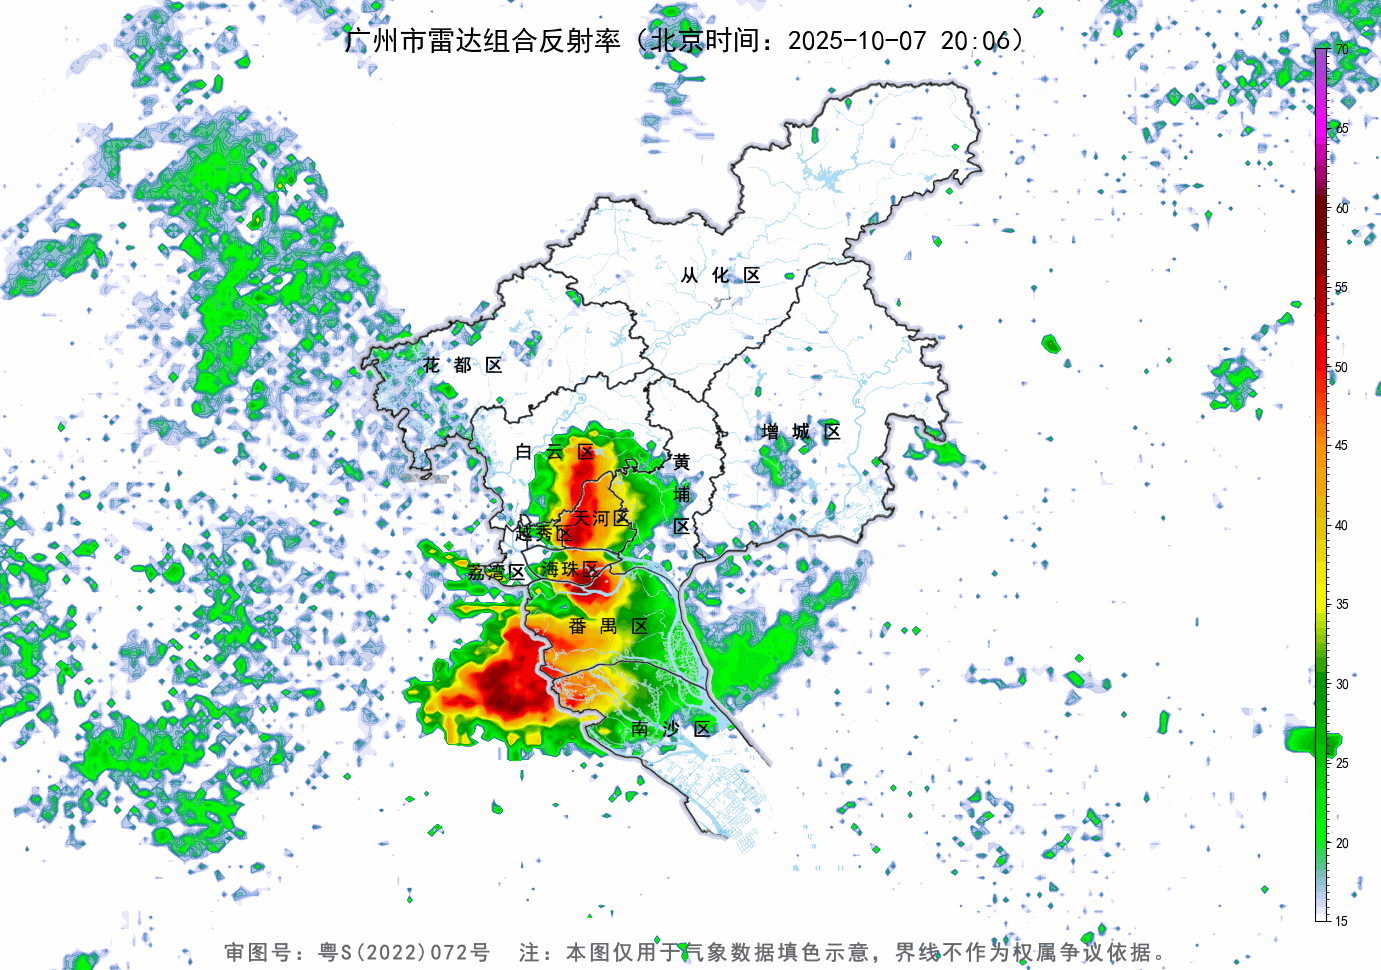 广州市雷达组合反射率（北京时间：2025-10-07 20:06）
70
65
60
55
50
45
40
35
30
25
20
15
从化区
花都区
增城区
白云区
黄埔区
天河区
越秀区
荔湾区
海珠区
番禺区
南沙区
审图号：粤S(2022)072号 注：本图仅用于气象数据填色示意，界线不作为权属争议依据。